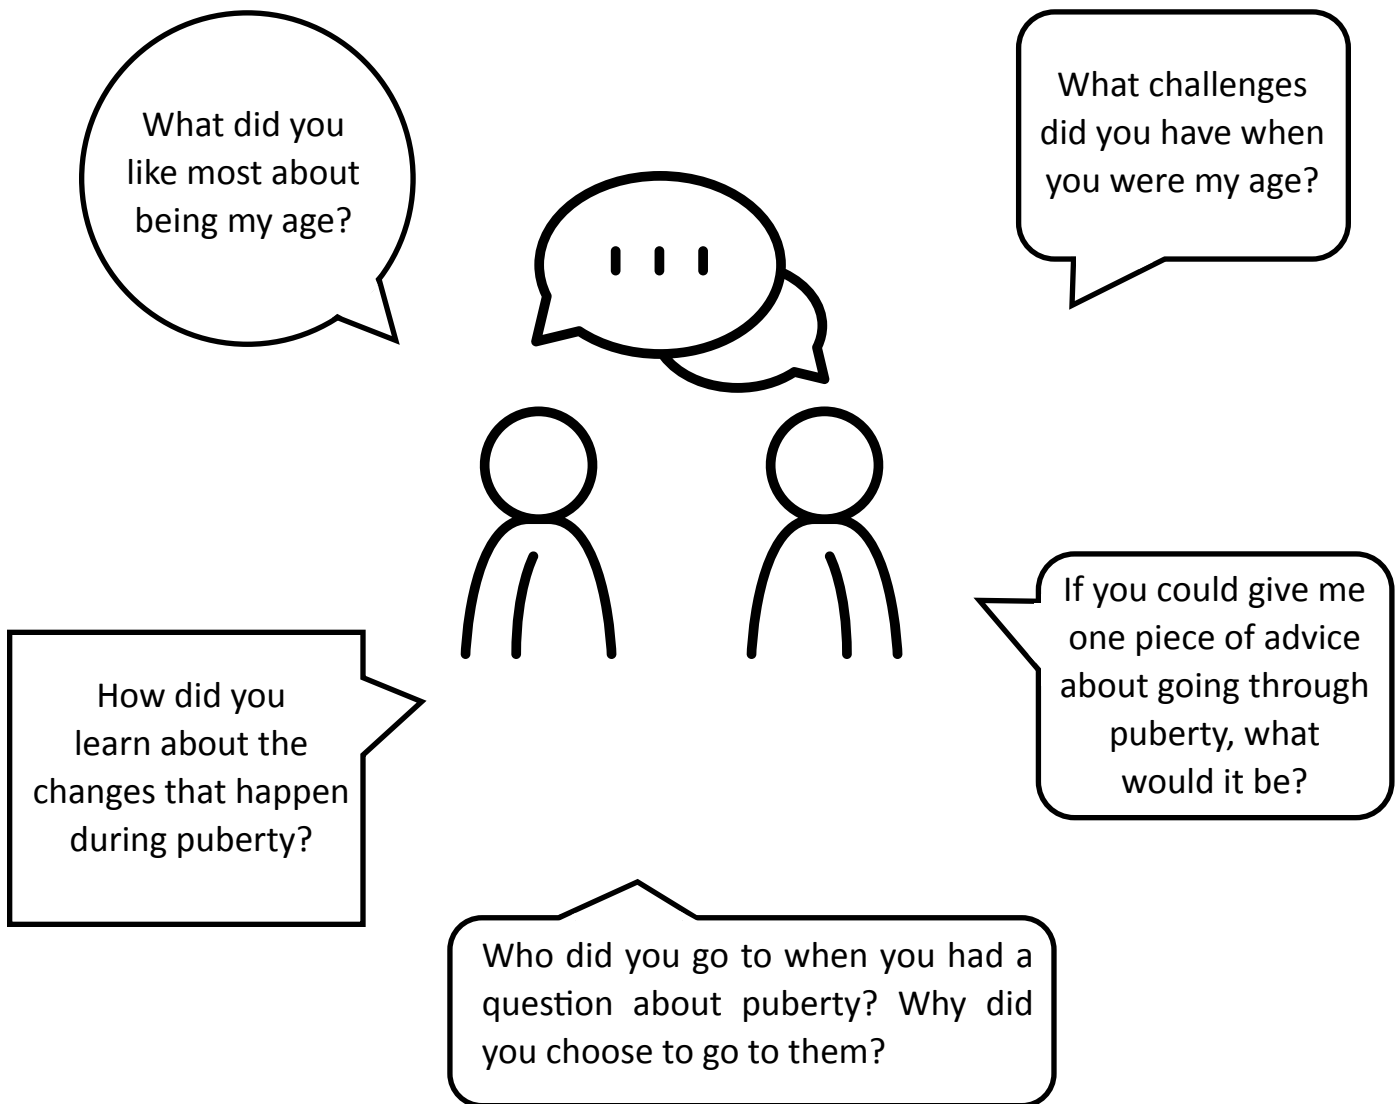 What did you
like most about
being my age?
What challenges
did you have when
you were my age?
If you could give me
one piece of advice
about going through
puberty, what
would it be?
How did you
learn about the
changes that happen
during puberty?
Who did you go to when you had a
question about puberty? Why did
you choose to go to them?